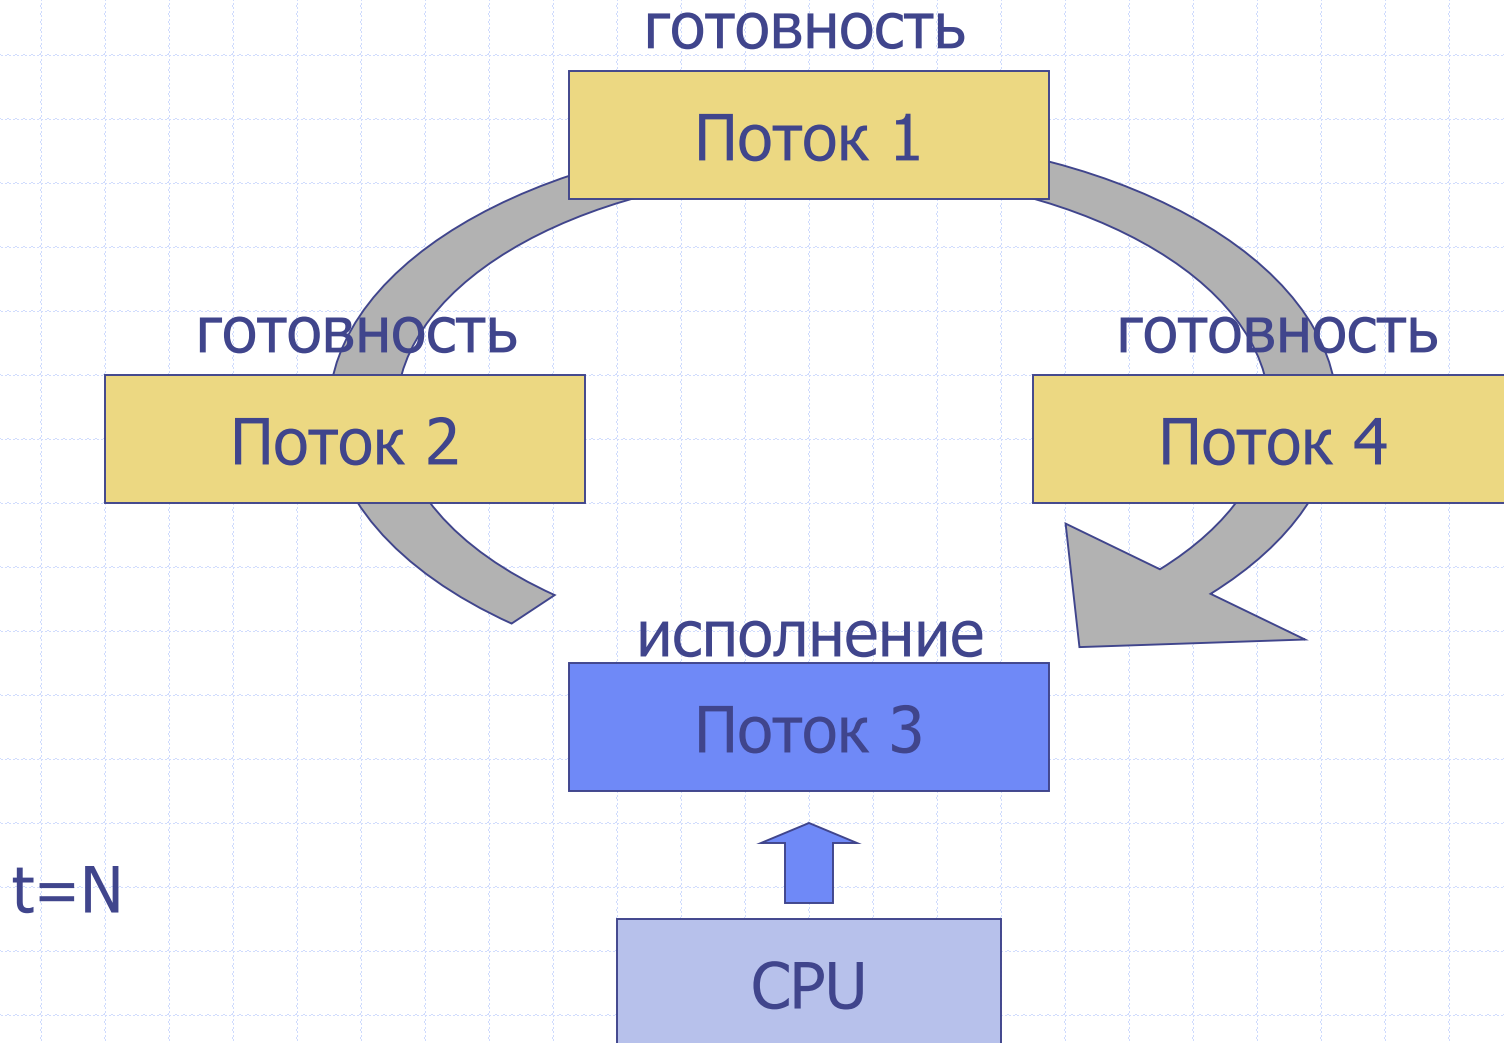 готовность
Поток 1
готовность
готовность
Поток 2
Поток 4
исполнение
Поток 3
t=N
CPU